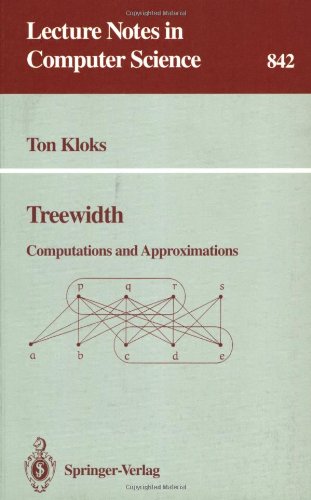 Lecture Notes in
Computer Science
842
Ton Kloks
Treewidth
Computations and Approximations
p q r s
a b c d e
Springer-Verlag